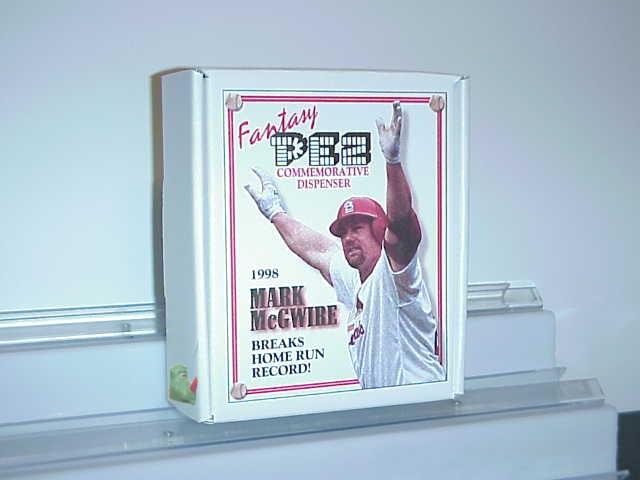 Fantasy
PEZ
COMMEMORATIVE
DISPENSER
1998
MARK
McGWIRE
BREAKS
HOME RUN
RECORD!